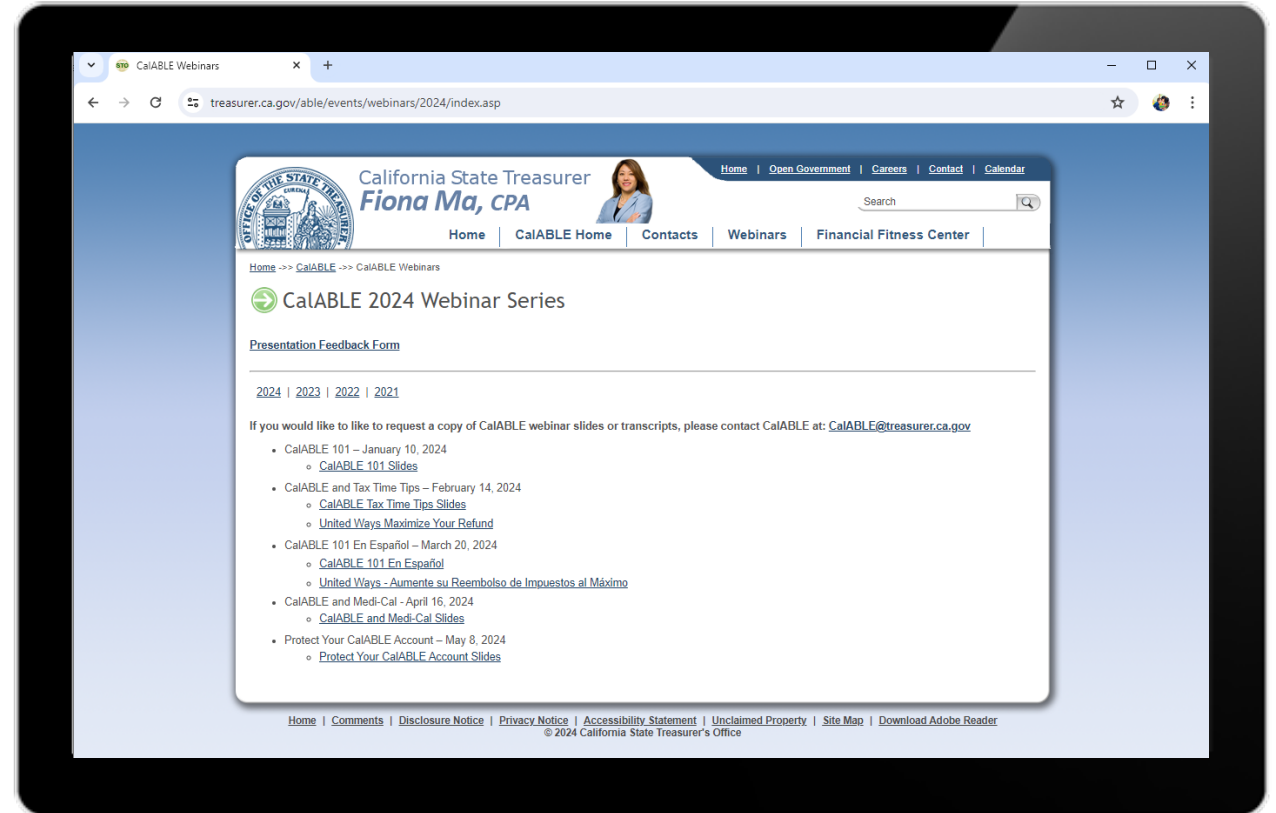 STO CalABLE Webinars
treasurer.ca.gov/able/events/webinars/2024/index.asp
OFFICE OF THE STATE TREASURER
EUREKA
California State Treasurer
Fiona Ma, CPA
Home | Open Government | Careers | Contact | Calendar
Search
Home | CalABLE Home | Contacts | Webinars | Financial Fitness Center |
Home ->> CalABLE ->> CalABLE Webinars
CalABLE 2024 Webinar Series
Presentation Feedback Form
2024 | 2023 | 2022 | 2021
If you would like to like to request a copy of CalABLE webinar slides or transcripts, please contact CalABLE at: CalABLE@treasurer.ca.gov
• CalABLE 101 – January 10, 2024
◦ CalABLE 101 Slides
• CalABLE and Tax Time Tips – February 14, 2024
◦ CalABLE Tax Time Tips Slides
◦ United Ways Maximize Your Refund
• CalABLE 101 En Español – March 20, 2024
◦ CalABLE 101 En Español
◦ United Ways - Aumente su Reembolso de Impuestos al Máximo
• CalABLE and Medi-Cal - April 16, 2024
◦ CalABLE and Medi-Cal Slides
• Protect Your CalABLE Account – May 8, 2024
◦ Protect Your CalABLE Account Slides
Home | Comments | Disclosure Notice | Privacy Notice | Accessibility Statement | Unclaimed Property | Site Map | Download Adobe Reader
© 2024 California State Treasurer's Office